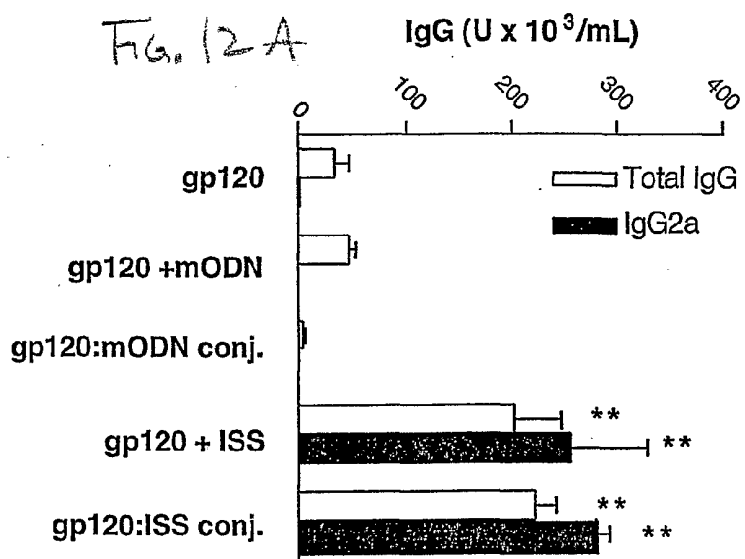 FIG. 12 A
IgG (U x 10³/mL)
0 100 200 300 400
gp120
Total IgG
IgG2a
gp120 +mODN
gp120:mODN conj.
gp120 + ISS
**
**
gp120:ISS conj.
**
**